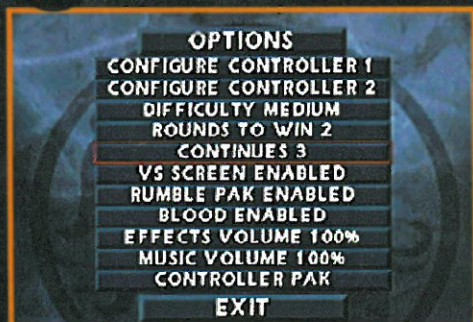 OPTIONS
CONFIGURE CONTROLLER 1
CONFIGURE CONTROLLER 2
DIFFICULTY MEDIUM
ROUNDS TO WIN 2
CONTINUES 3
VS SCREEN ENABLED
RUMBLE PAK ENABLED
BLOOD ENABLED
EFFECTS VOLUME 100%
MUSIC VOLUME 100%
CONTROLLER PAK
EXIT